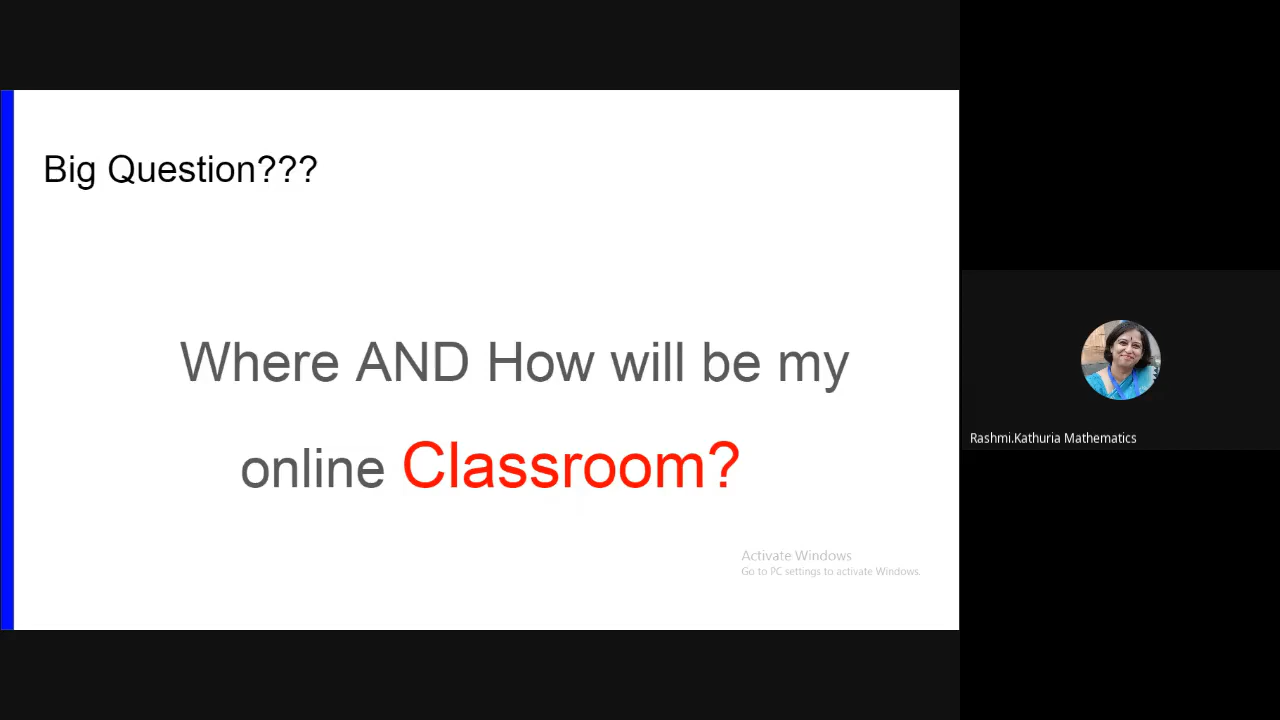 Big Question???
Where AND How will be my
online Classroom?
Activate Windows
Go to PC settings to activate Windows.
Rashmi.Kathuria Mathematics